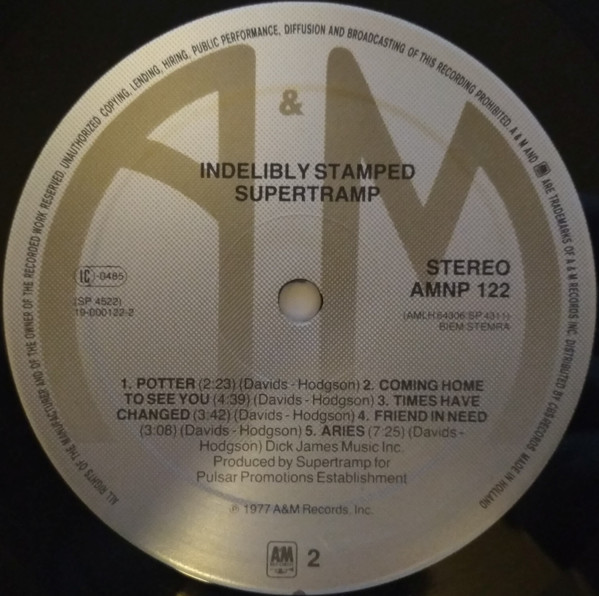 ALL RIGHTS OF THE MANUFACTURER AND OF THE OWNER OF THE RECORDED WORK RESERVED. UNAUTHORIZED COPYING, LENDING, HIRING, PUBLIC PERFORMANCE, DIFFUSION AND BROADCASTING OF THIS RECORDING PROHIBITED. A & M AND AM ARE TRADEMARKS OF A & M RECORDS INC. DISTRIBUTED BY CBS RECORDS. MADE IN HOLLAND
A & M
INDELIBLY STAMPED
SUPERTRAMP
LC 0485
(SP 4522)
19-000122-2
STEREO
AMNP 122
(AMLH 64306 SP 4311)
BIEM STEMRA
1. POTTER (2:23) (Davids - Hodgson) 2. COMING HOME
TO SEE YOU (4:39) (Davids - Hodgson) 3. TIMES HAVE
CHANGED (3:42) (Davids - Hodgson) 4. FRIEND IN NEED
(3:08) (Davids - Hodgson) 5. ARIES (7:25) (Davids -
Hodgson) Dick James Music Inc.
Produced by Supertramp for
Pulsar Promotions Establishment
℗ 1977 A&M Records, Inc.
A&M
RECORDS
2